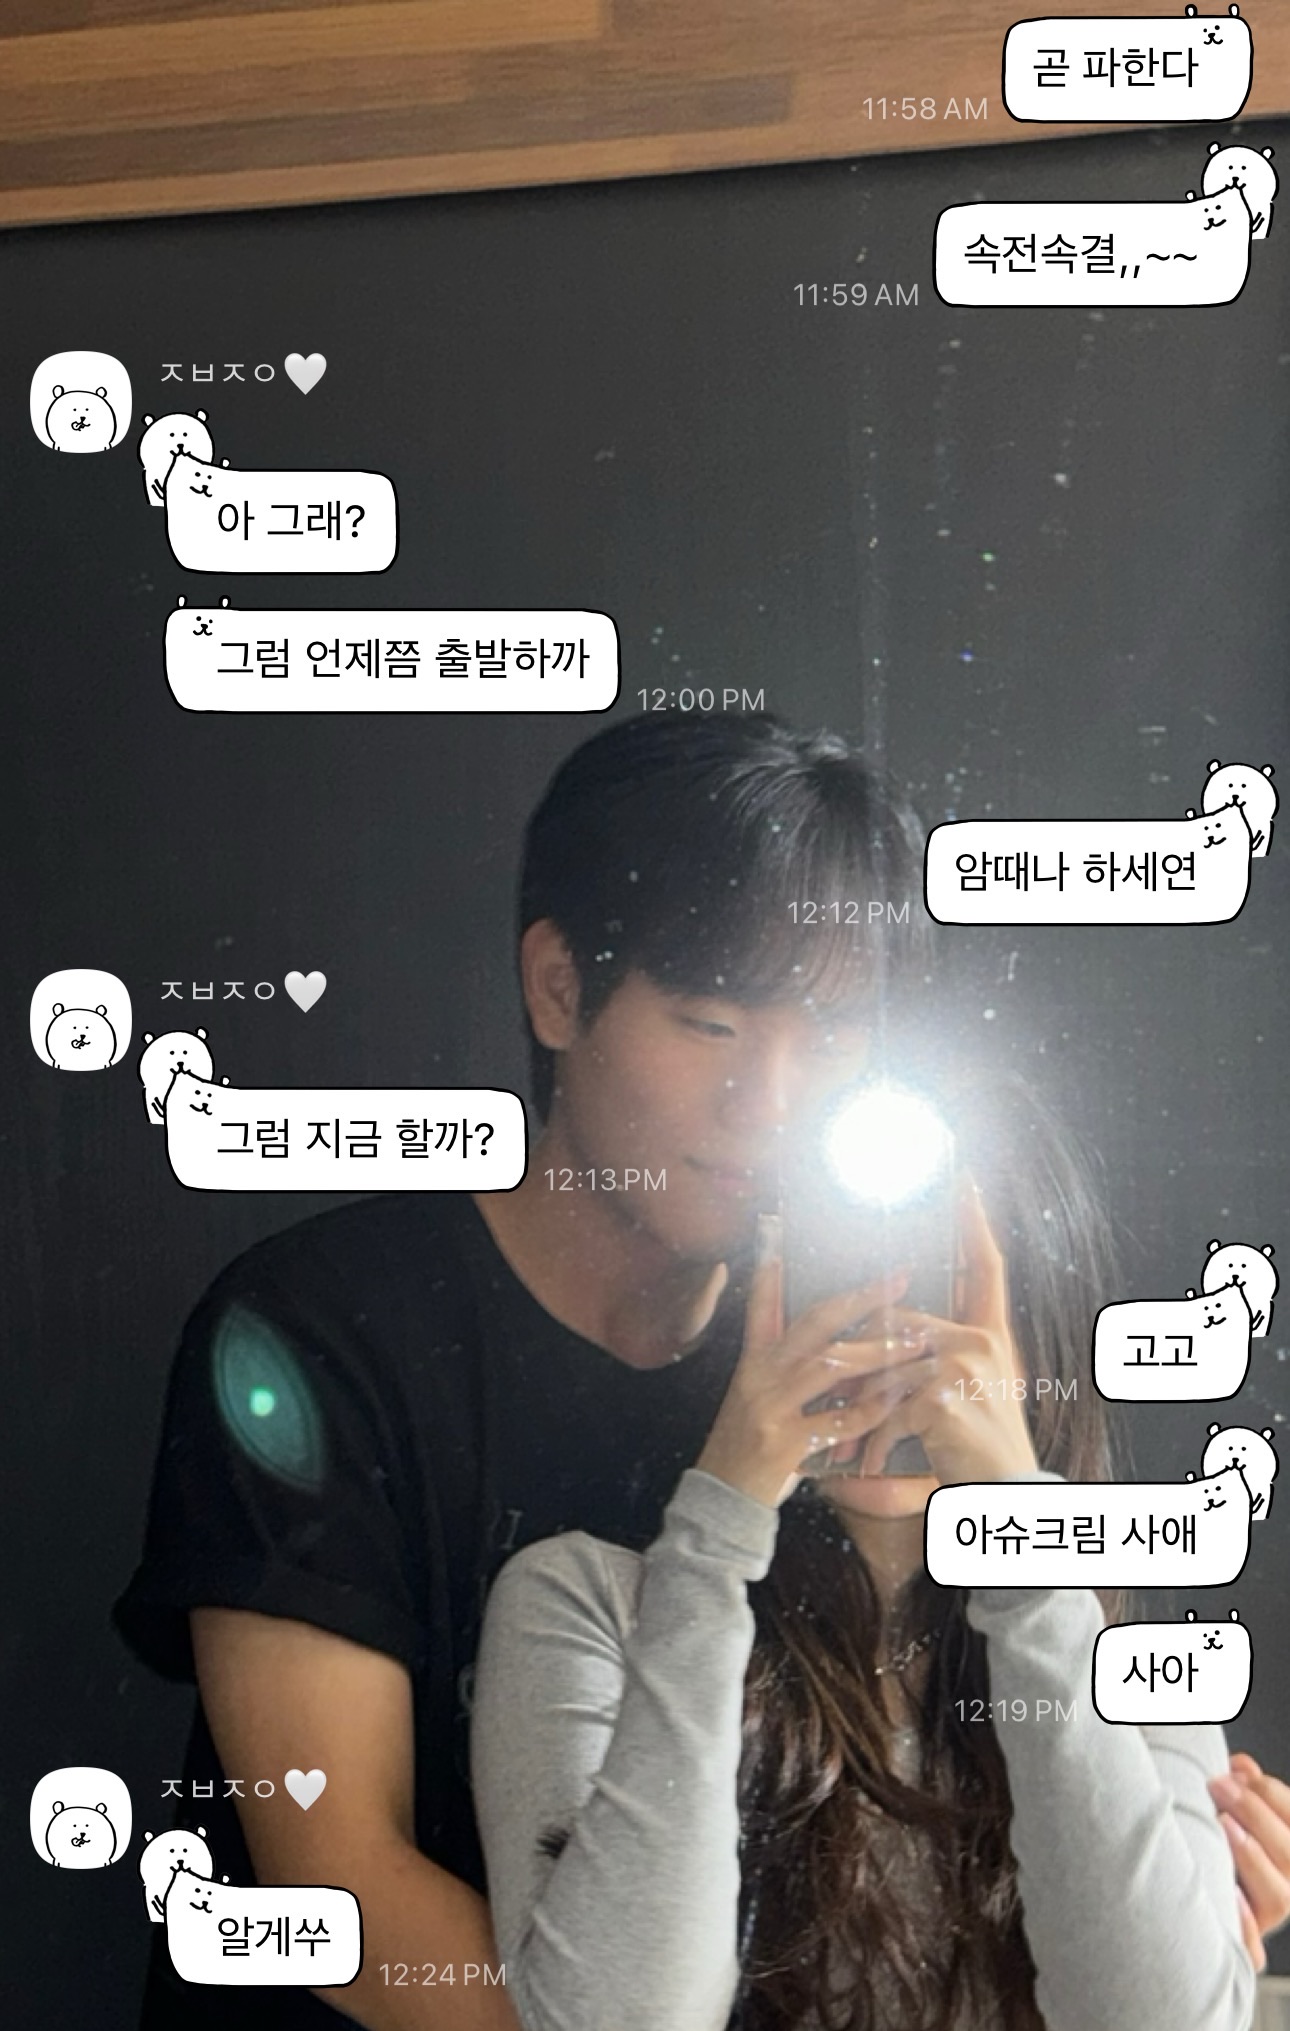 곧 파한다
11:58 AM
속전속결,,~~
11:59 AM
ㅈㅂㅈㅇ🤍
아 그래?
그럼 언제쯤 출발하까
12:00 PM
암때나 하세연
12:12 PM
ㅈㅂㅈㅇ🤍
그럼 지금 할까?
12:13 PM
고고
12:18 PM
아슈크림 사애
사아
12:19 PM
ㅈㅂㅈㅇ🤍
알게쑤
12:24 PM